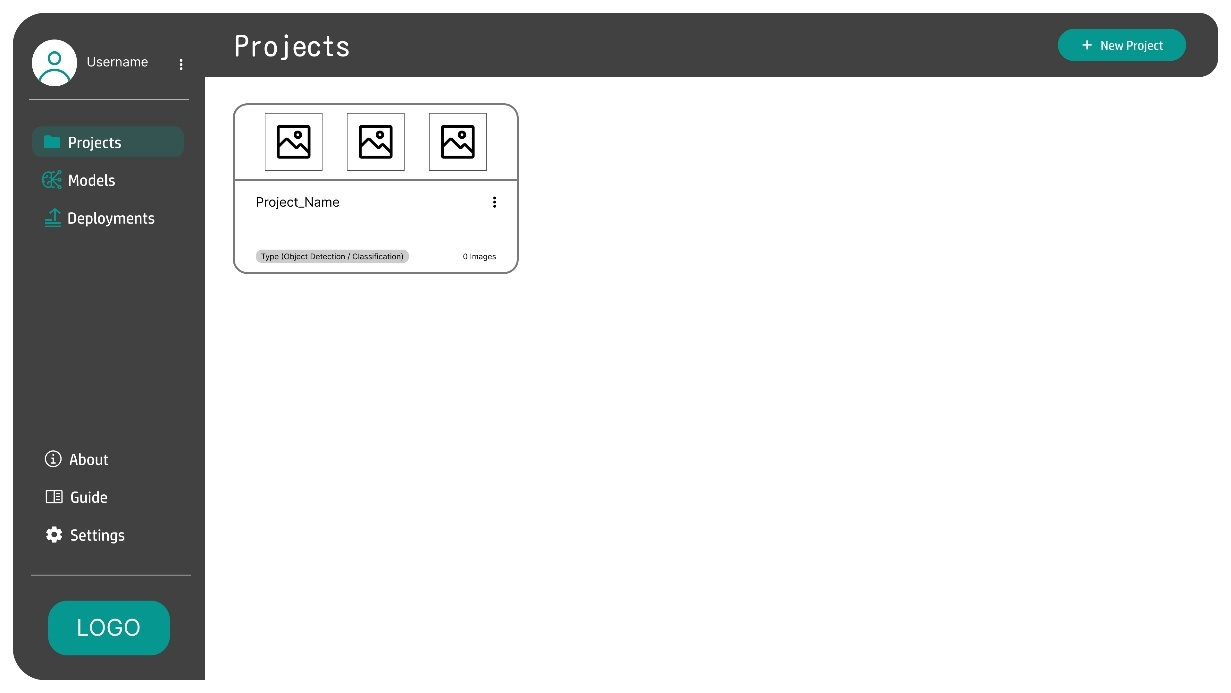 Username
Projects
Models
Deployments
About
Guide
Settings
LOGO
Projects
+ New Project
Project_Name
Type (Object Detection / Classification)
0 Images